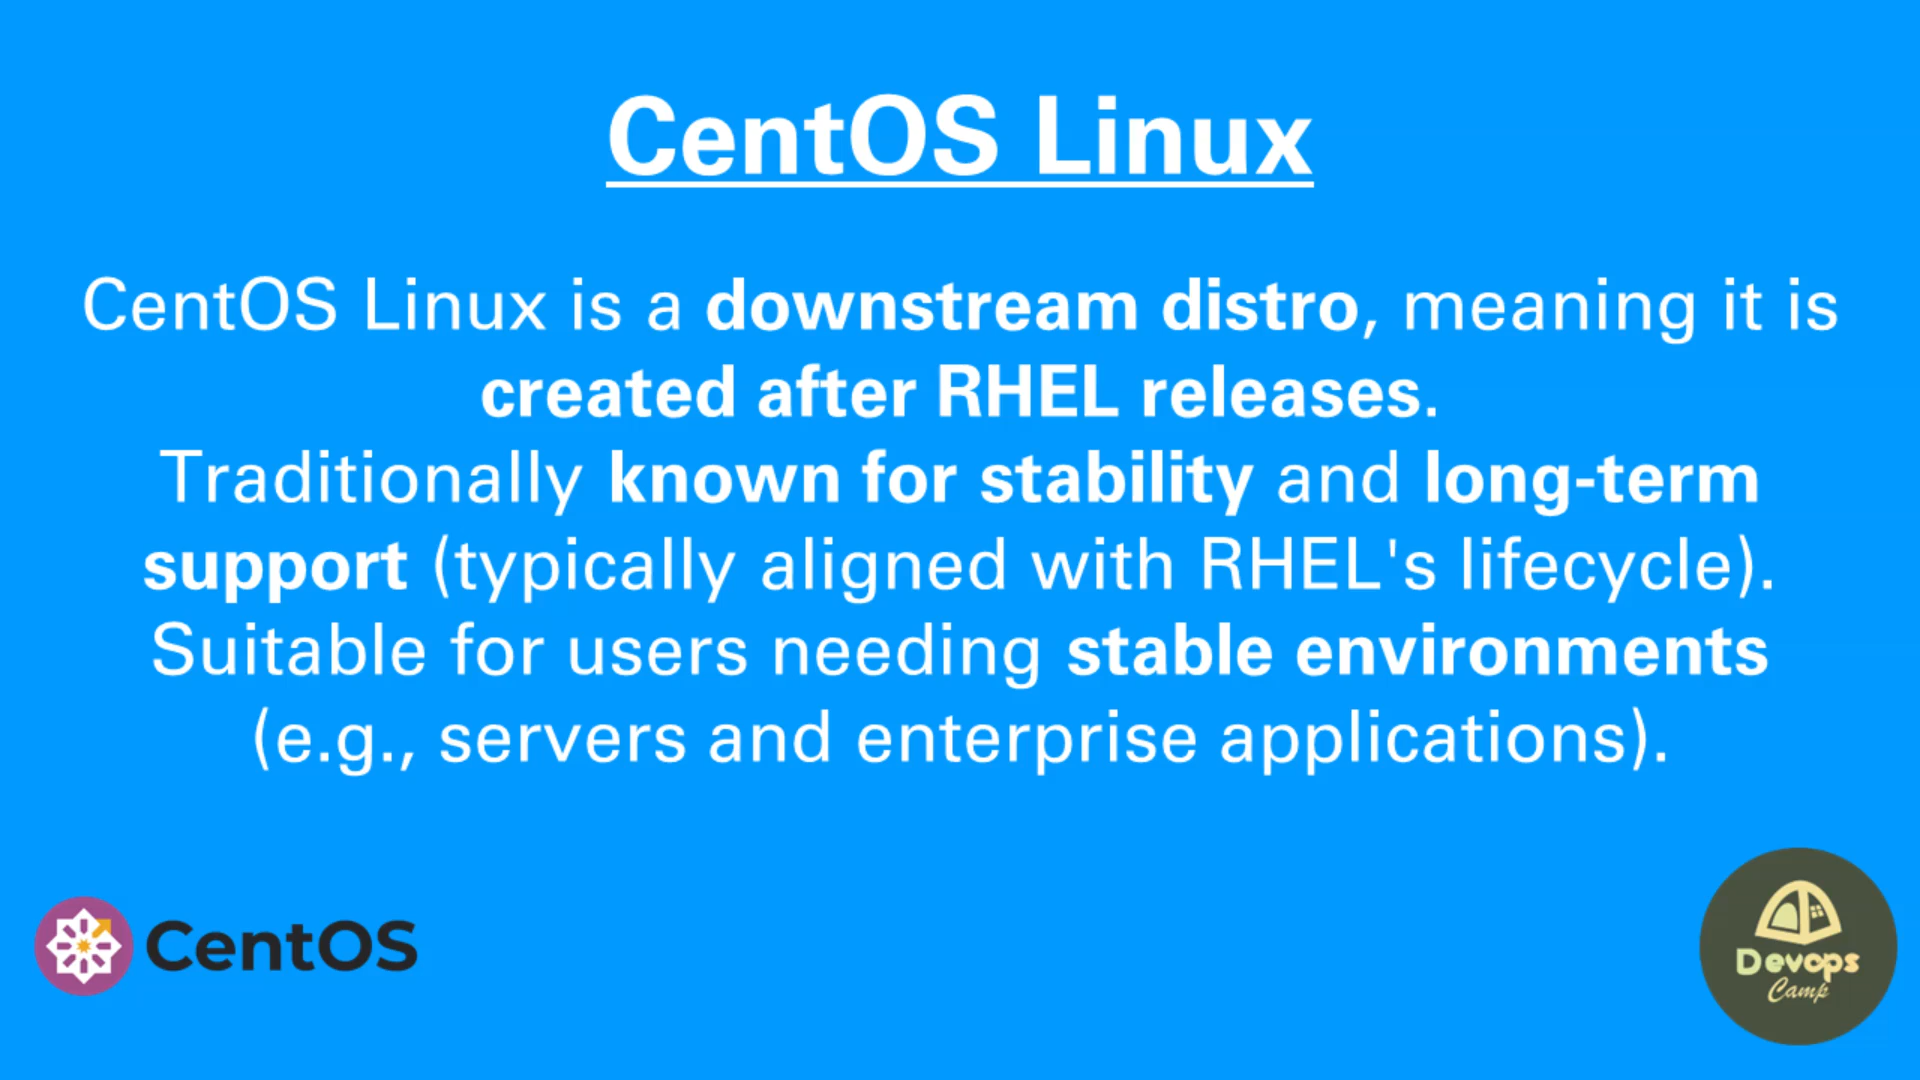 CentOS Linux
CentOS Linux is a downstream distro, meaning it is
created after RHEL releases.
Traditionally known for stability and long-term
support (typically aligned with RHEL's lifecycle).
Suitable for users needing stable environments
(e.g., servers and enterprise applications).
CentOS
Devops
Camp